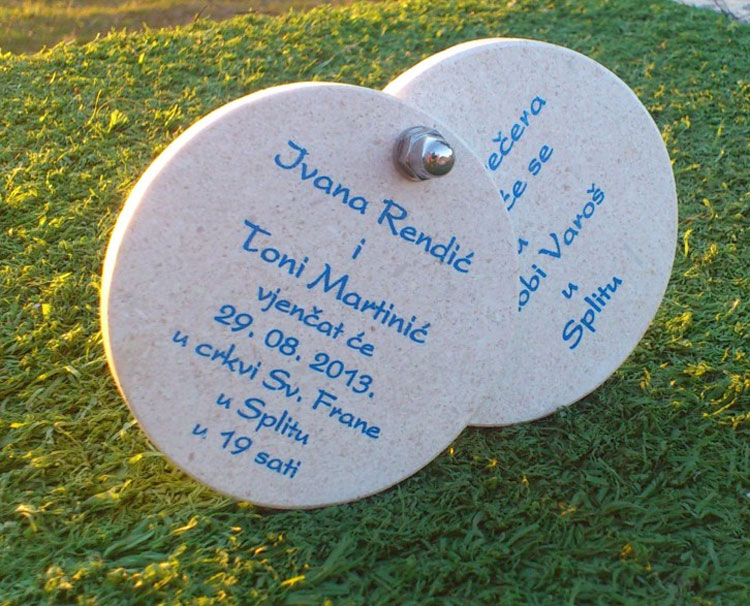 Ivana Rendić
i
Toni Martinić
vjenčat će
29. 08. 2013.
u crkvi Sv. Frane
u Splitu
u 19 sati
ečera
će se
u
obi Varoš
u
Splitu